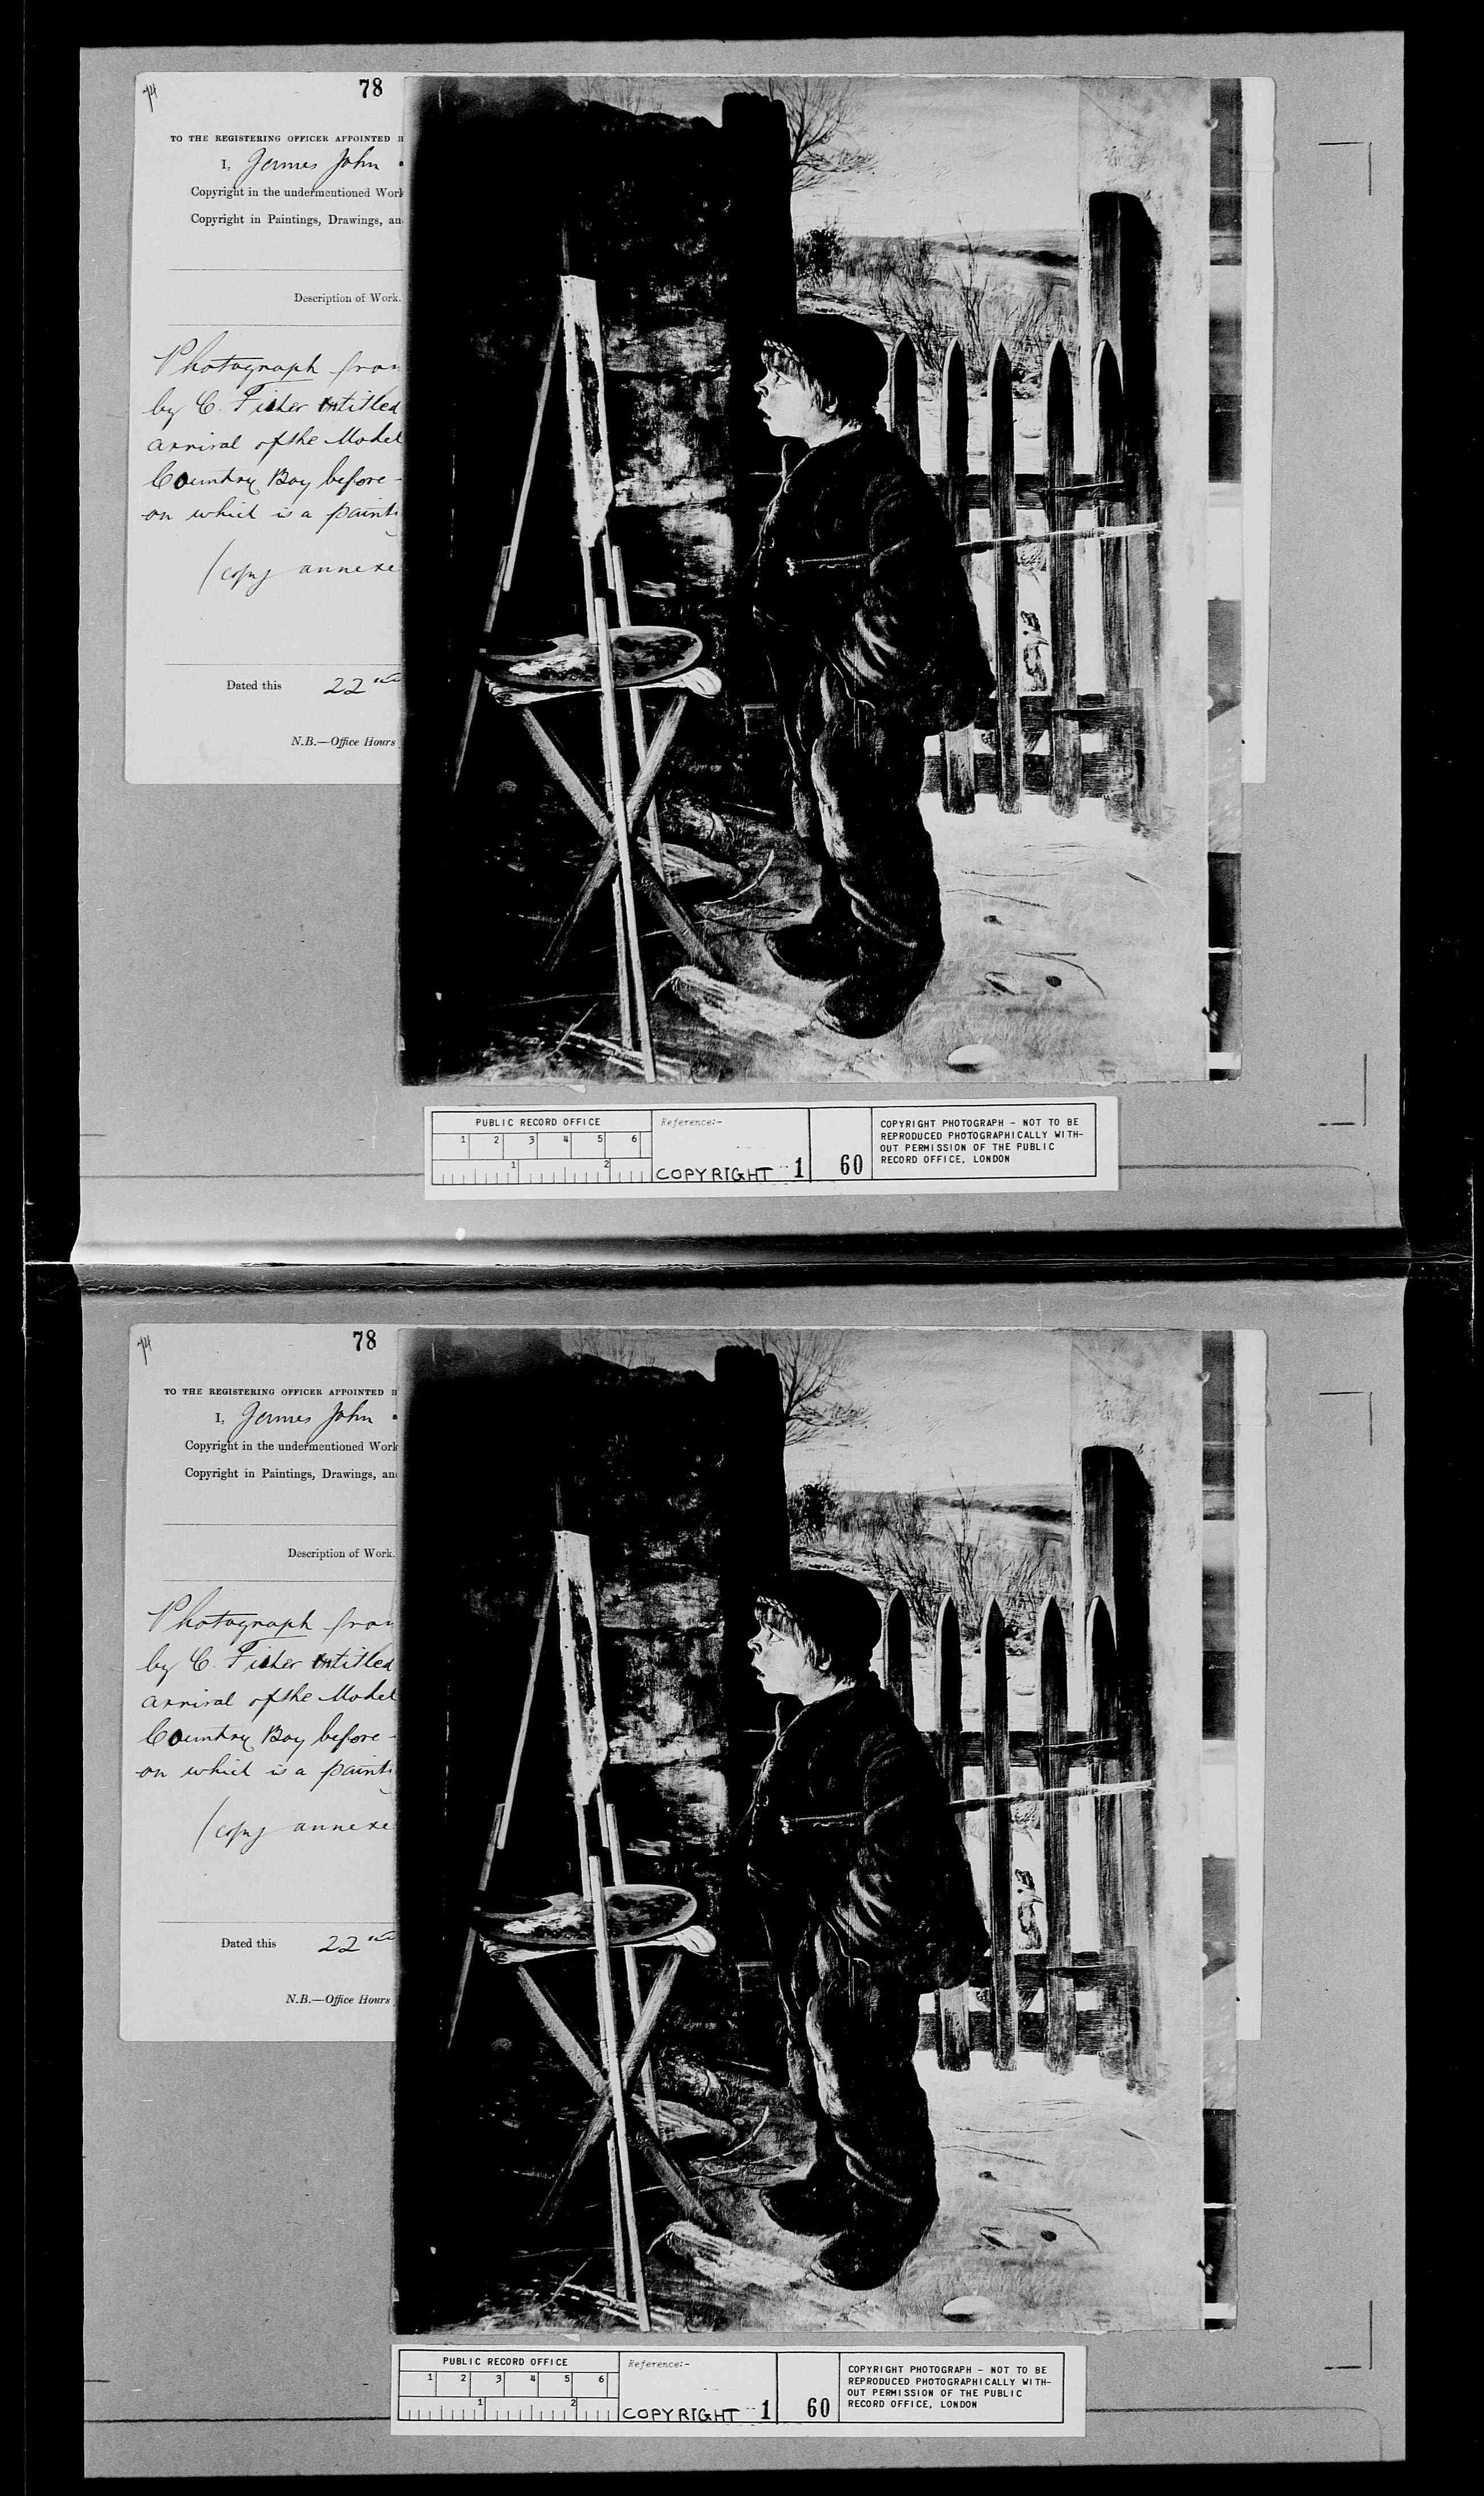 74
78
TO THE REGISTERING OFFICER APPOINTED B
I, James John
Copyright in the undermentioned Work
Copyright in Paintings, Drawings, an
Description of Work.
Photograph from
by C. Fisher entitled
arrival of the Model
Country Boy before
on which is a paint
(copy annexe
Dated this 22nd
N.B.—Office Hours
PUBLIC RECORD OFFICE
1 2 3 4 5 6
1 2
Reference:-
COPYRIGHT 1
60
COPYRIGHT PHOTOGRAPH - NOT TO BE
REPRODUCED PHOTOGRAPHICALLY WITH-
OUT PERMISSION OF THE PUBLIC
RECORD OFFICE, LONDON
74
78
TO THE REGISTERING OFFICER APPOINTED B
I, James John
Copyright in the undermentioned Work
Copyright in Paintings, Drawings, an
Description of Work.
Photograph from
by C. Fisher entitled
arrival of the Model
Country Boy before
on which is a paint
(copy annexe
Dated this 22nd
N.B.—Office Hours
PUBLIC RECORD OFFICE
1 2 3 4 5 6
1 2
Reference:-
COPYRIGHT 1
60
COPYRIGHT PHOTOGRAPH - NOT TO BE
REPRODUCED PHOTOGRAPHICALLY WITH-
OUT PERMISSION OF THE PUBLIC
RECORD OFFICE, LONDON